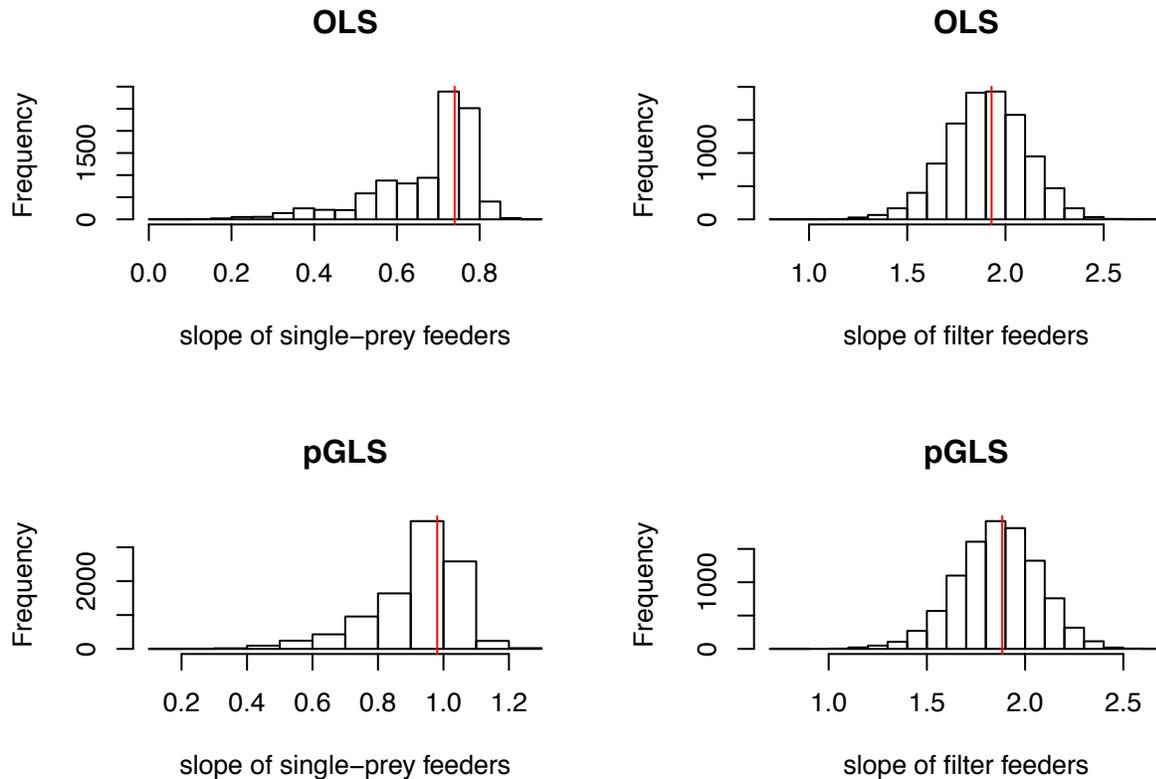 OLS
Frequency
1500
0
0.0 0.2 0.4 0.6 0.8
slope of single−prey feeders
OLS
Frequency
1000
0
1.0 1.5 2.0 2.5
slope of filter feeders
pGLS
Frequency
2000
0
0.2 0.4 0.6 0.8 1.0 1.2
slope of single−prey feeders
pGLS
Frequency
1000
0
1.0 1.5 2.0 2.5
slope of filter feeders